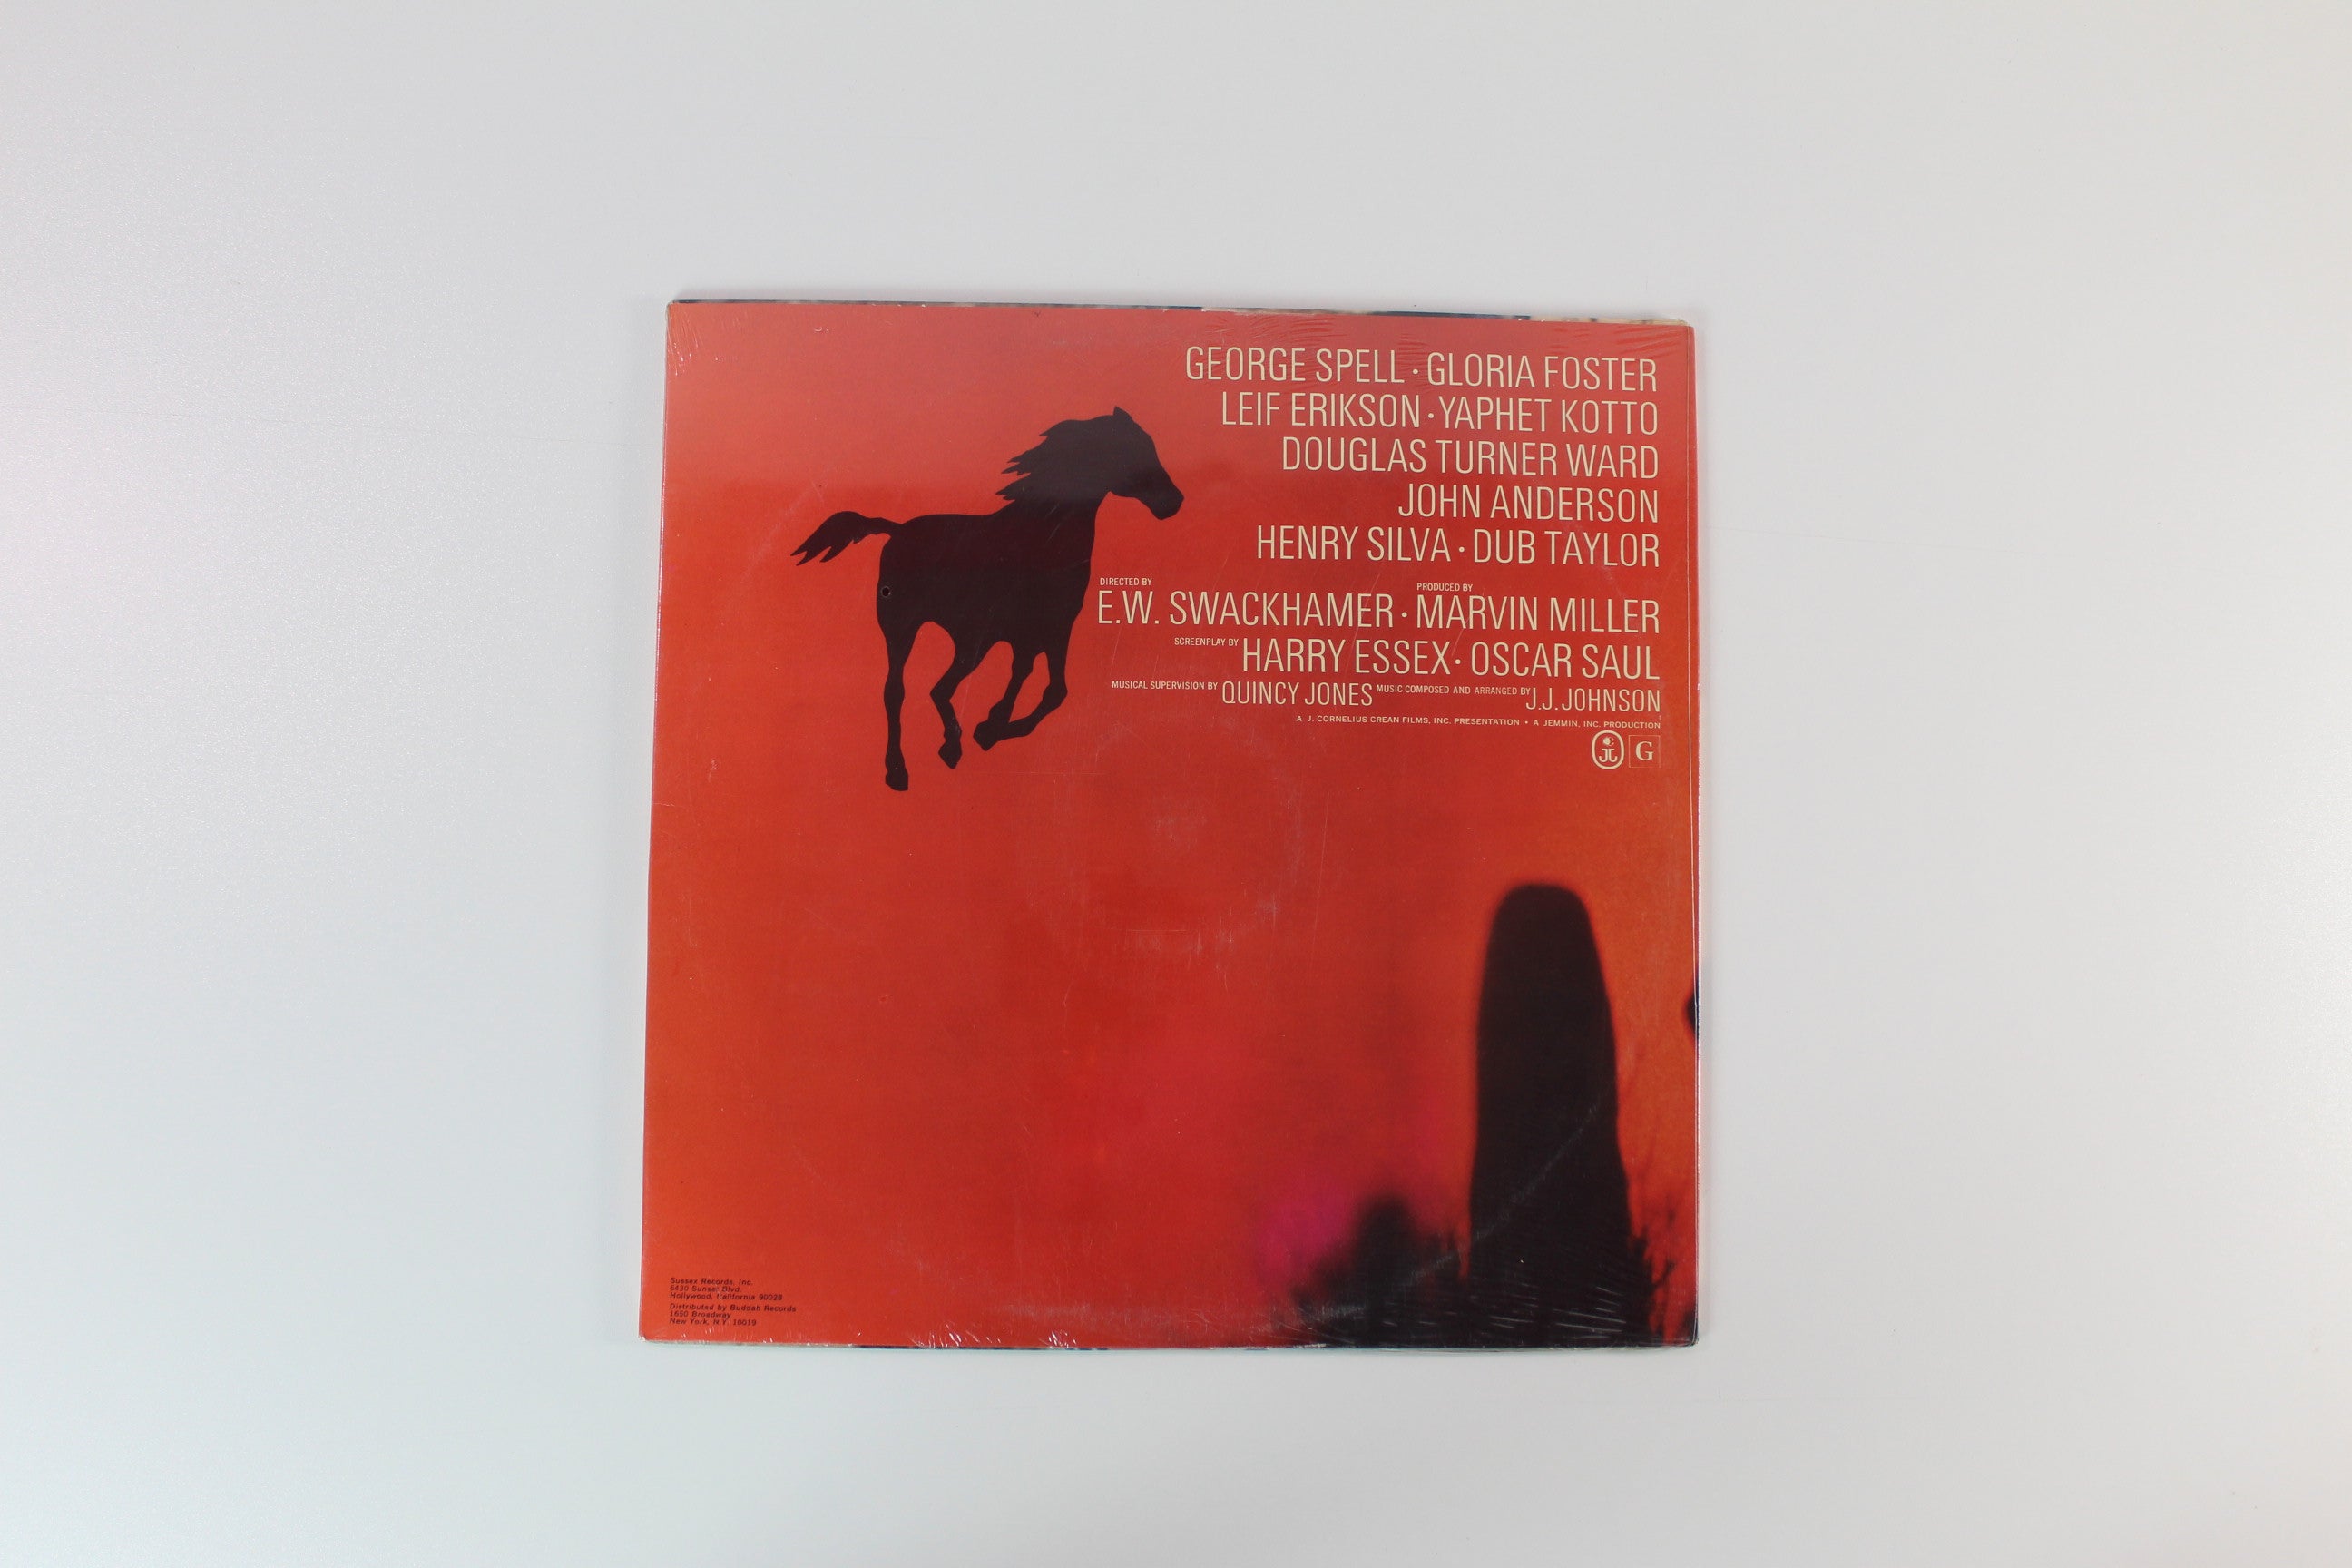 GEORGE SPELL · GLORIA FOSTER
LEIF ERIKSON · YAPHET KOTTO
DOUGLAS TURNER WARD
JOHN ANDERSON
HENRY SILVA · DUB TAYLOR
DIRECTED BY E.W. SWACKHAMER · PRODUCED BY MARVIN MILLER
SCREENPLAY BY HARRY ESSEX · OSCAR SAUL
MUSICAL SUPERVISION BY QUINCY JONES MUSIC COMPOSED AND ARRANGED BY J.J. JOHNSON
A J. CORNELIUS CREAN FILMS, INC. PRESENTATION • A JEMMIN, INC. PRODUCTION
G
Sussex Records, Inc.
6430 Sunset Blvd.
Hollywood, California 90028
Distributed by Buddah Records
1650 Broadway
New York, N.Y. 10019